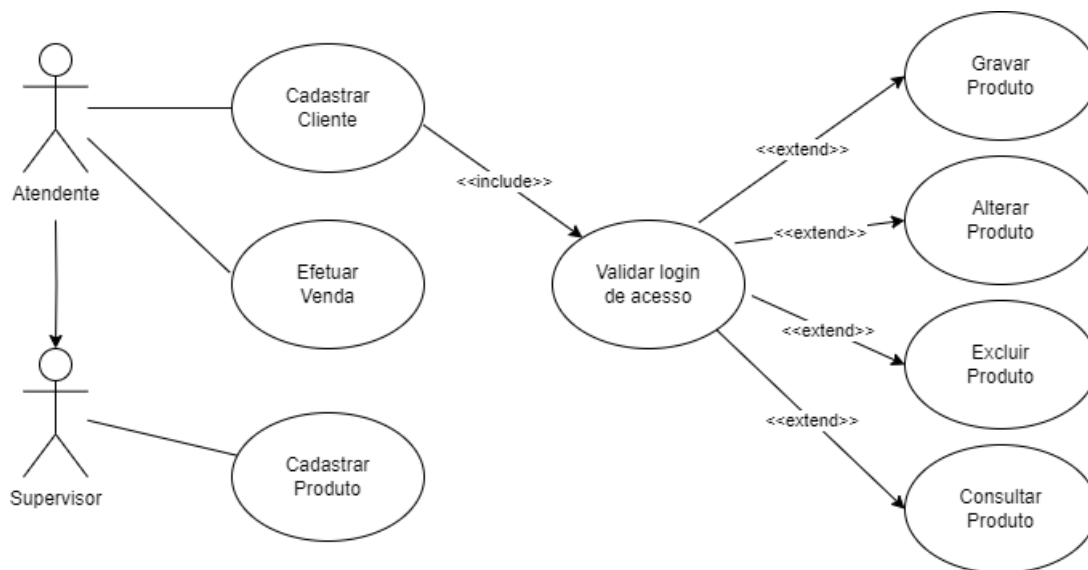 Atendente
Supervisor
Cadastrar
Cliente
Efetuar
Venda
Cadastrar
Produto
<<include>>
Validar login
de acesso
<<extend>>
<<extend>>
<<extend>>
<<extend>>
Gravar
Produto
Alterar
Produto
Excluir
Produto
Consultar
Produto